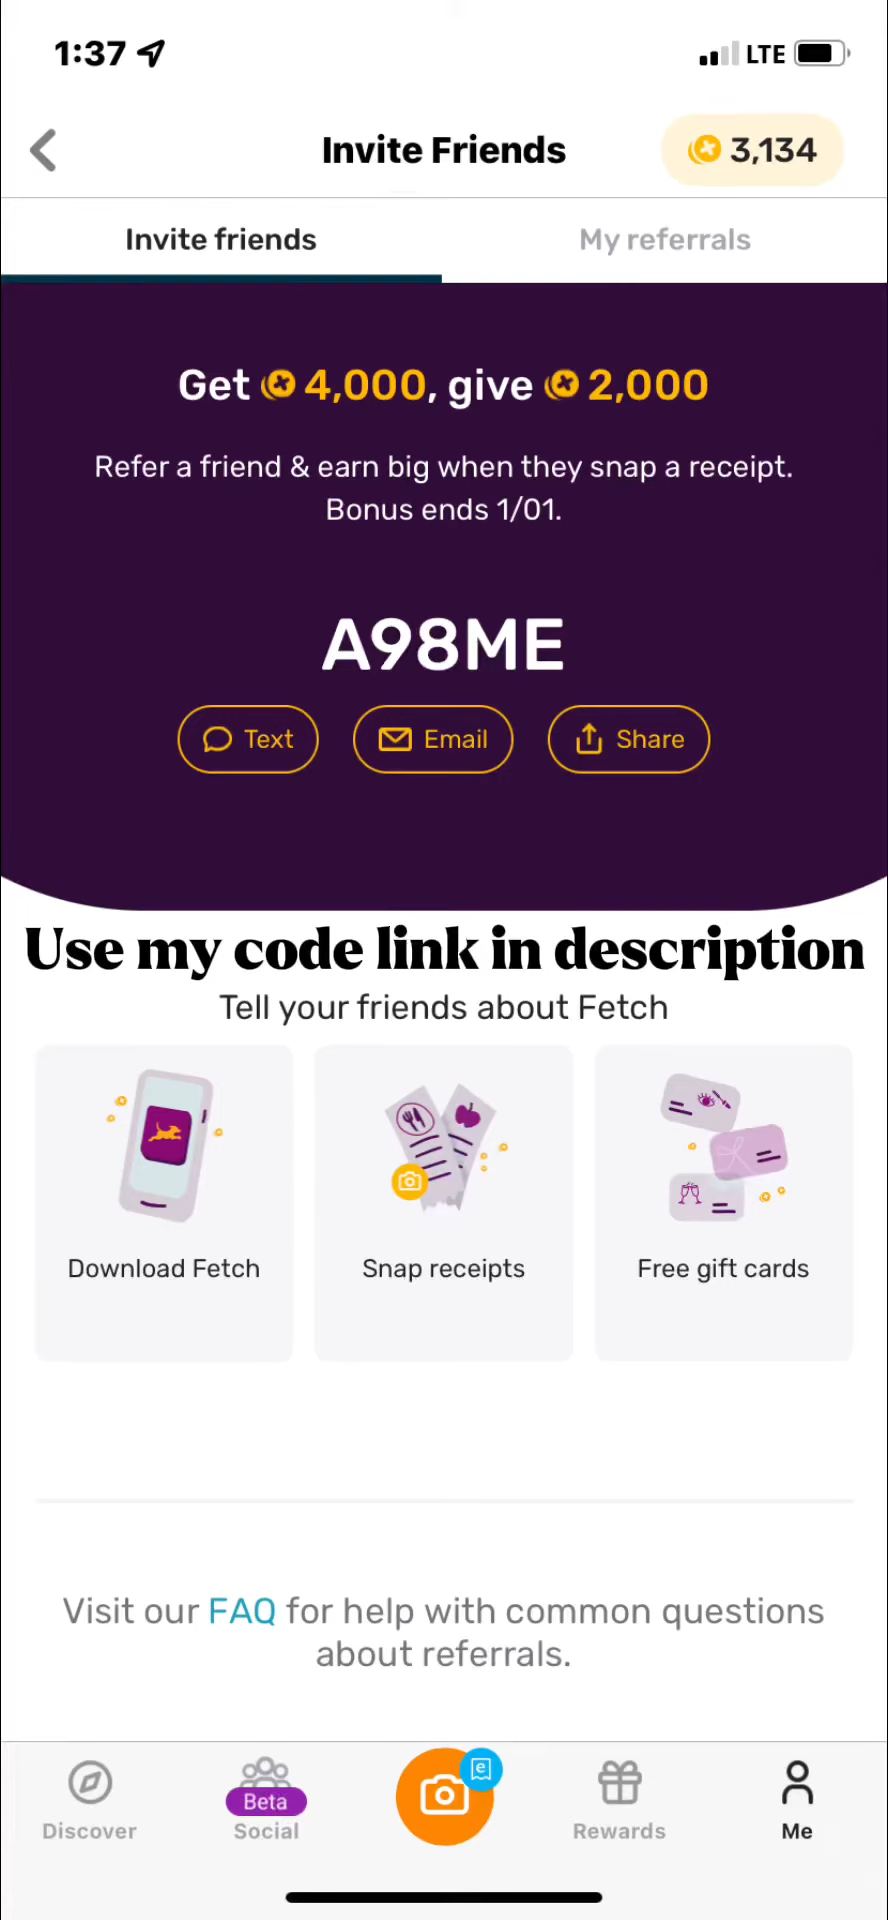 1:37 LTE
Invite Friends 3,134
Invite friends My referrals
Get 4,000, give 2,000
Refer a friend & earn big when they snap a receipt.
Bonus ends 1/01.
A98ME
Text Email Share
Use my code link in description
Tell your friends about Fetch
Download Fetch Snap receipts Free gift cards
Visit our FAQ for help with common questions
about referrals.
Beta
Discover Social Rewards Me